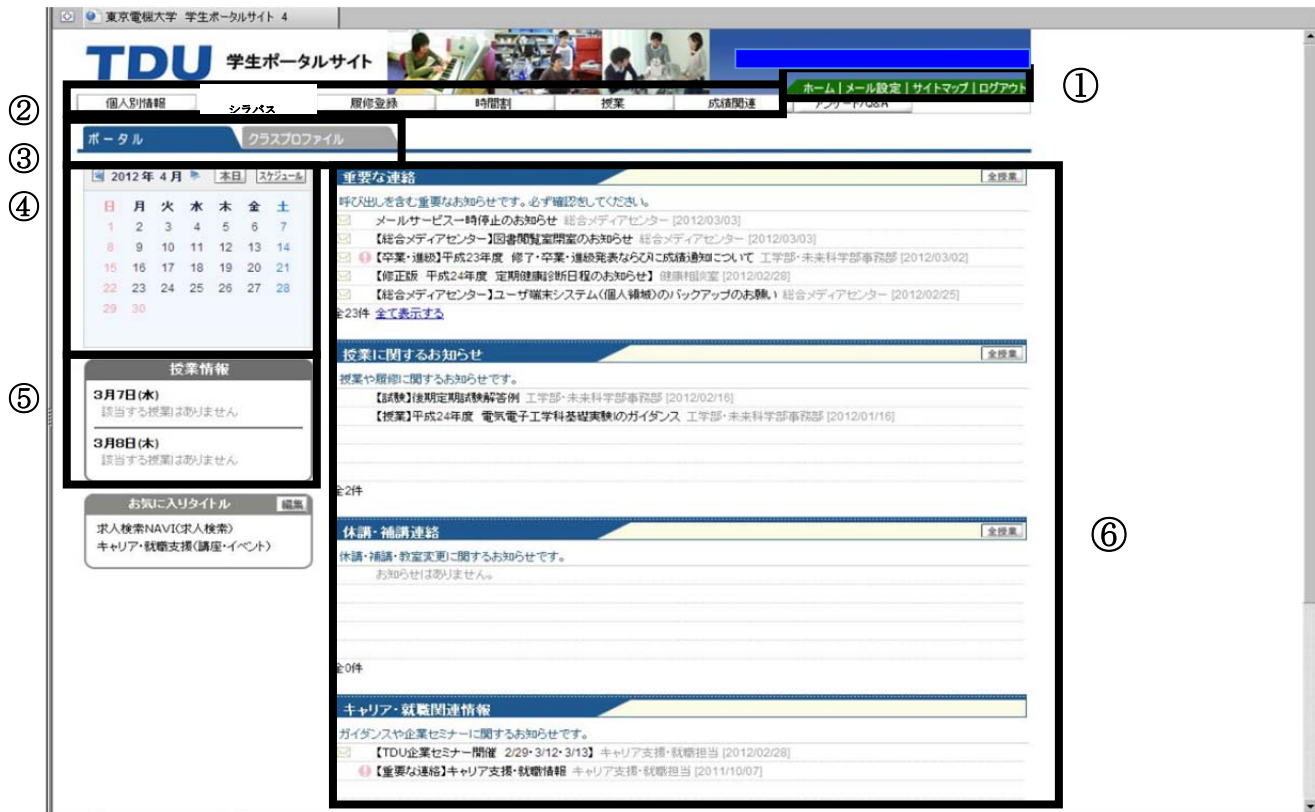 東京電機大学 学生ポータルサイト 4
TDU 学生ポータルサイト
ホーム | メール設定 | サイトマップ | ログアウト
①
②
個人別情報 シラバス 履修登録 時間割 授業 成績関連 アンケート/Q&A
③
ポータル クラスプロファイル
④
2012年 4月 本日 スケジュール
日 月 火 水 木 金 土
1 2 3 4 5 6 7
8 9 10 11 12 13 14
15 16 17 18 19 20 21
22 23 24 25 26 27 28
29 30
⑤
授業情報
3月7日(水)
該当する授業はありません
3月8日(木)
該当する授業はありません
お気に入りタイトル 編集
求人検索NAVI(求人検索)
キャリア・就職支援(講座・イベント)
⑥
重要な連絡 全授業
呼び出しを含む重要なお知らせです。必ず確認をしてください。
メールサービス一時停止のお知らせ 総合メディアセンター [2012/03/03]
【総合メディアセンター】図書閲覧室閉室のお知らせ 総合メディアセンター [2012/03/03]
【卒業・進級】平成23年度 修了・卒業・進級発表ならびに成績通知について 工学部・未来科学部事務部 [2012/03/02]
【修正版 平成24年度 定期健康診断日程のお知らせ】 健康相談室 [2012/02/28]
【総合メディアセンター】ユーザ端末システム(個人領域)のバックアップのお願い 総合メディアセンター [2012/02/25]
全23件 全て表示する
授業に関するお知らせ 全授業
授業や履修に関するお知らせです。
【試験】後期定期試験解答例 工学部・未来科学部事務部 [2012/02/16]
【授業】平成24年度 電気電子工学科基礎実験Iのガイダンス 工学部・未来科学部事務部 [2012/01/16]
全2件
休講・補講連絡 全授業
休講・補講・教室変更に関するお知らせです。
お知らせはありません。
全0件
キャリア・就職関連情報
ガイダンスや企業セミナーに関するお知らせです。
【TDU企業セミナー開催 2/29・3/12・3/13】 キャリア支援・就職担当 [2012/02/28]
【重要な連絡】キャリア支援・就職情報 キャリア支援・就職担当 [2011/10/07]